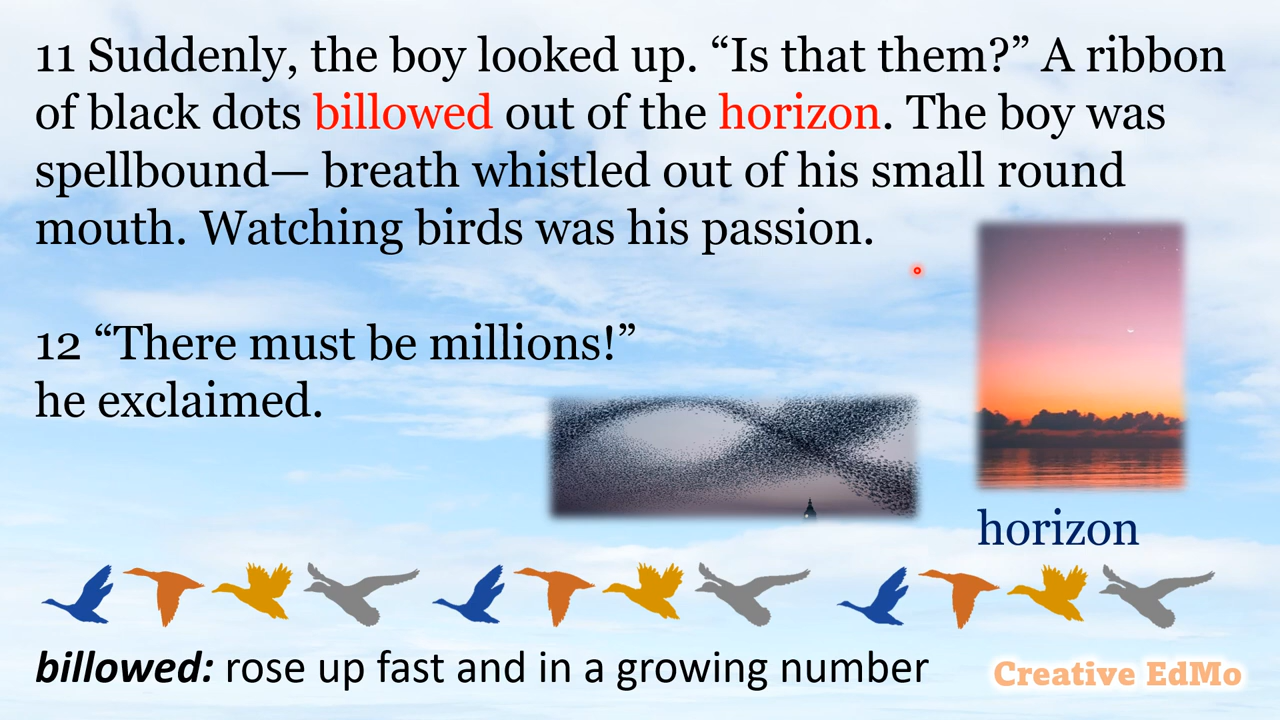 11 Suddenly, the boy looked up. “Is that them?” A ribbon
of black dots billowed out of the horizon. The boy was
spellbound— breath whistled out of his small round
mouth. Watching birds was his passion.
12 “There must be millions!”
he exclaimed.
horizon
billowed: rose up fast and in a growing number
Creative EdMo